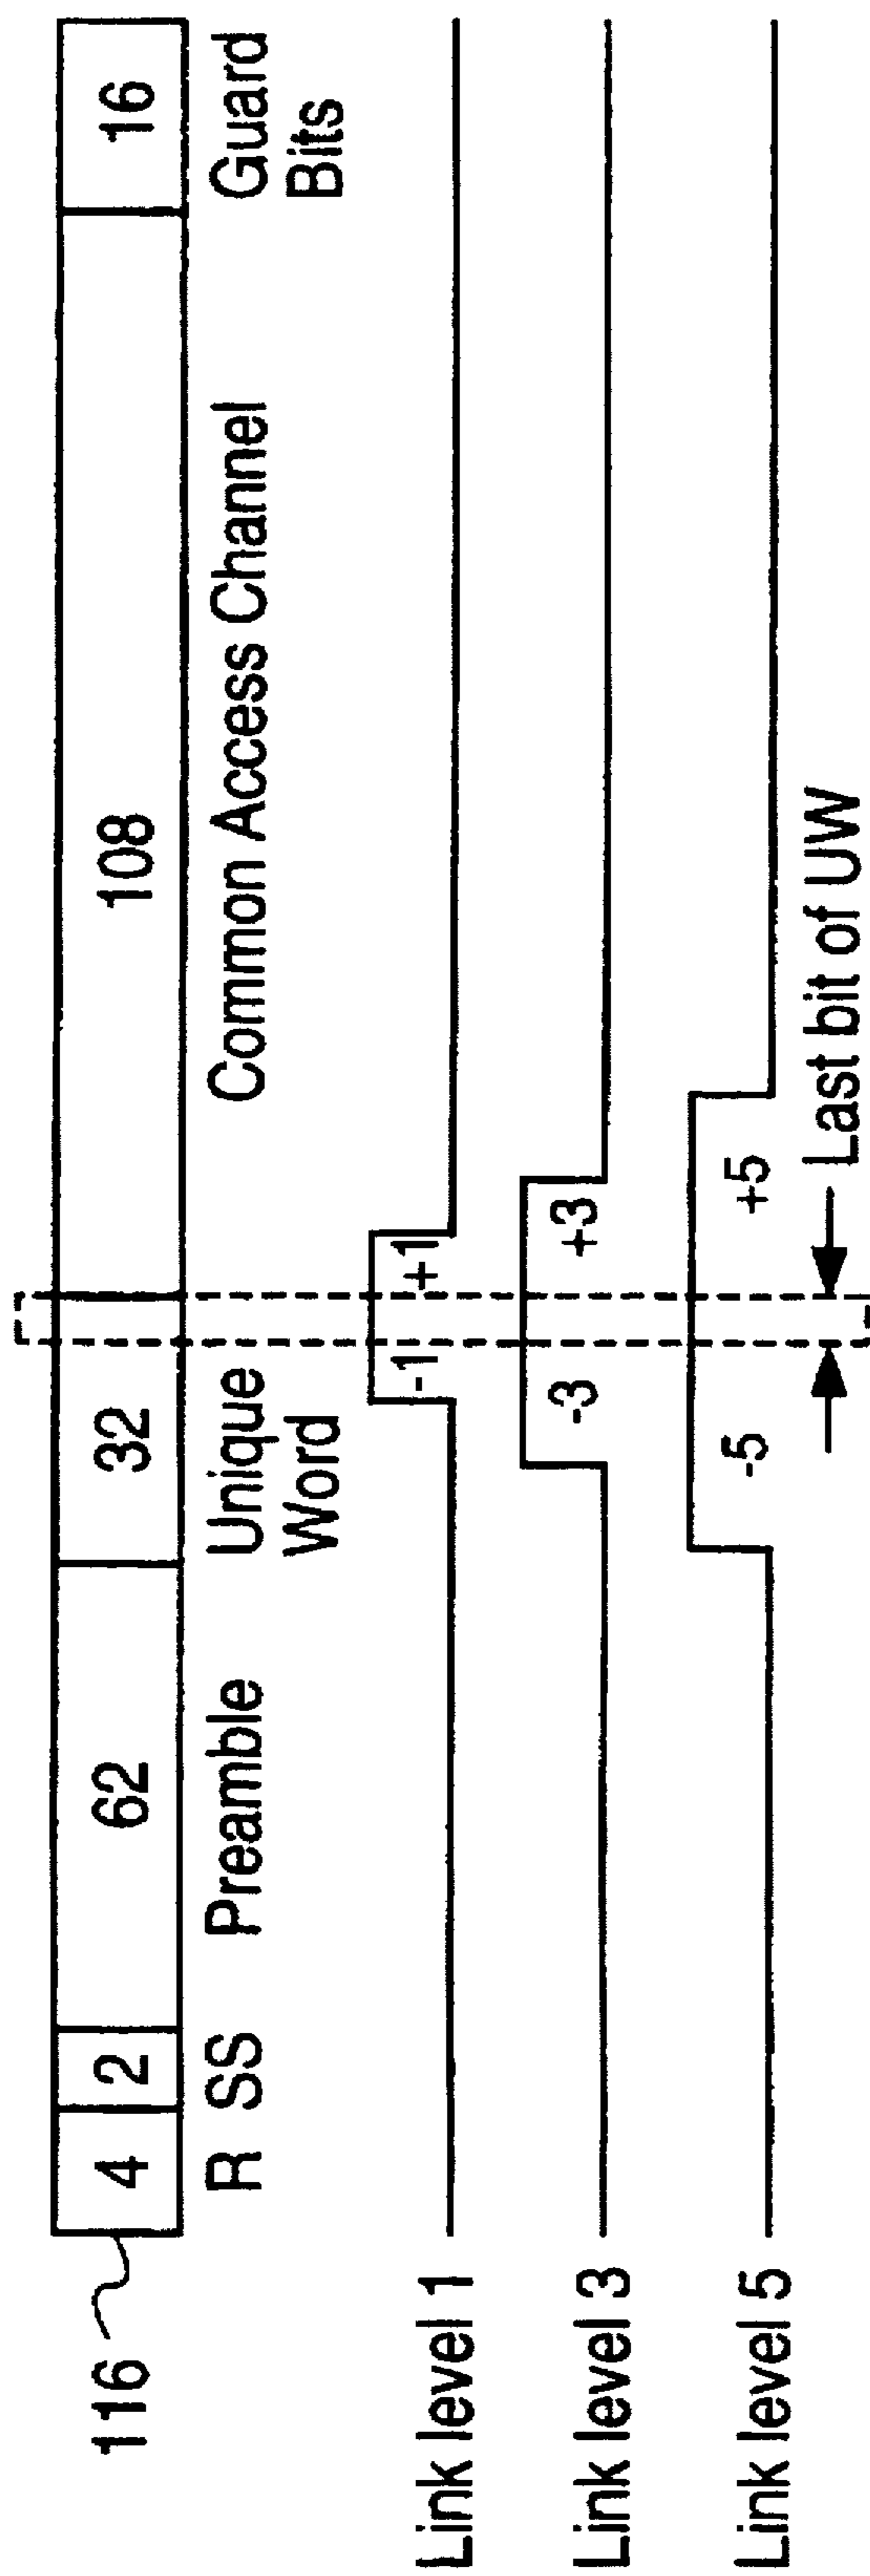 116
4 2 62 32 108 16
R SS Preamble Unique Word Common Access Channel Guard Bits
Link level 1
-1 +1
Link level 3
-3 +3
Link level 5
-5 +5
Last bit of UW